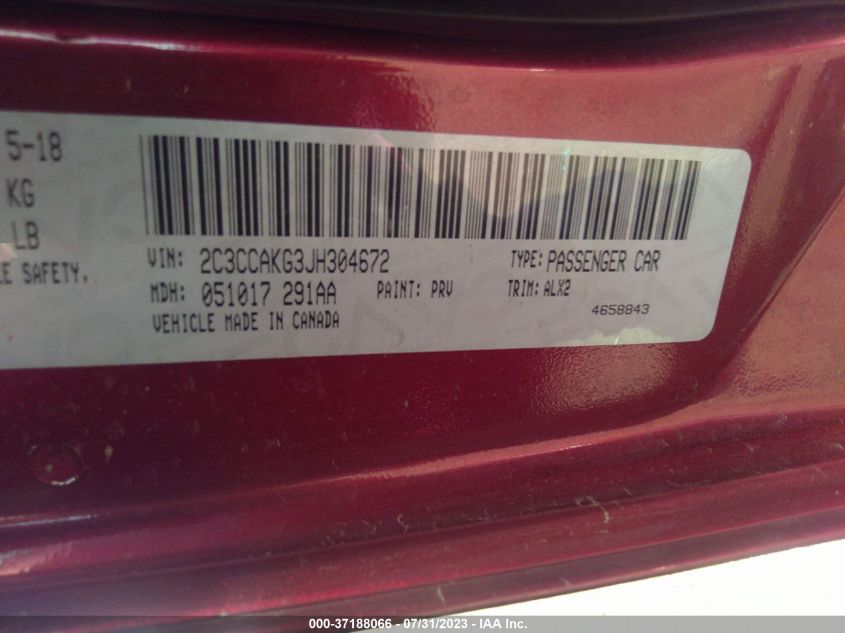 5-18
KG
LB
LE SAFETY,
VIN: 2C3CCAKG3JH304672 TYPE: PASSENGER CAR
MDH: 051017 291AA PAINT: PRV TRIM: ALX2
VEHICLE MADE IN CANADA 4658843
000-37188066 - 07/31/2023 - IAA Inc.